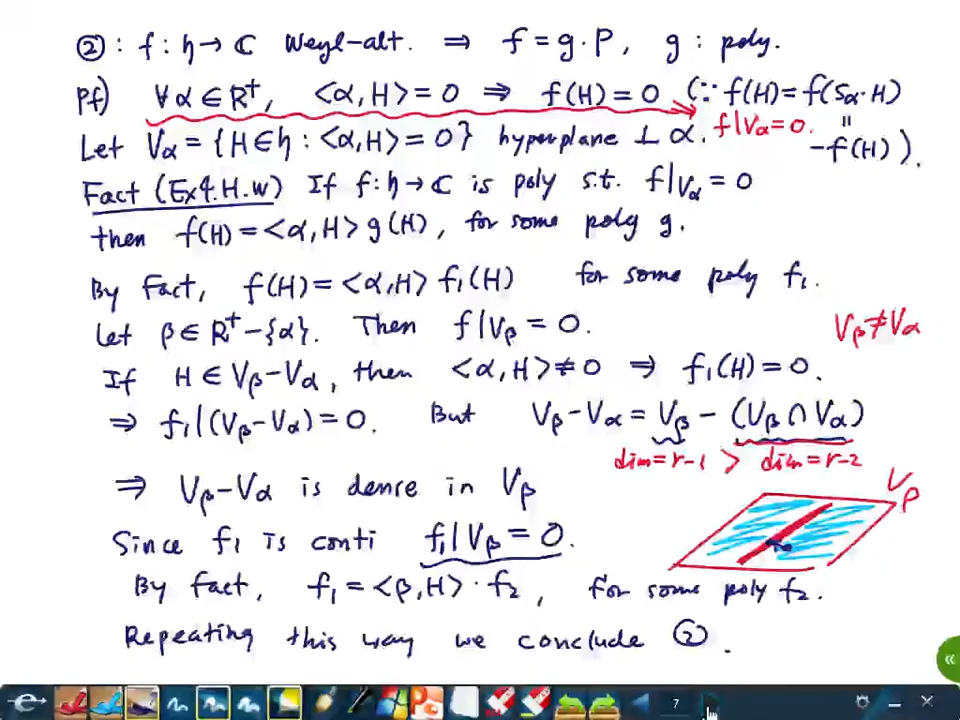 ②: f: η → ℂ Weyl-alt. ⇒ f = g·P, g: poly.
Pf) ∀α∈R⁺, <α,H>=0 ⇒ f(H)=0 (∵ f(H)=f(Sα·H)
f|Vα=0. " -f(H) ).
Let Vα = {H∈η : <α,H>=0} hyperplane ⊥ α.
Fact (Ex4.H.w) If f: η→ℂ is poly s.t. f|Vα = 0
then f(H) = <α,H> g(H), for some poly g.
By Fact, f(H) = <α,H> f₁(H) for some poly f₁.
Let β∈R⁺-{α}. Then f|Vβ = 0. Vβ≠Vα
If H ∈ Vβ-Vα, then <α,H>≠0 ⇒ f₁(H)=0.
⇒ f₁|(Vβ-Vα)=0. But Vβ-Vα = Vβ - (Vβ∩Vα)
dim=r-1 > dim=r-2
⇒ Vβ-Vα is dence in Vβ
Vβ
Since f₁ is conti f₁|Vβ = 0.
By fact, f₁ = <β,H>·f₂, for some poly f₂.
Repeating this way we conclude ②.
7